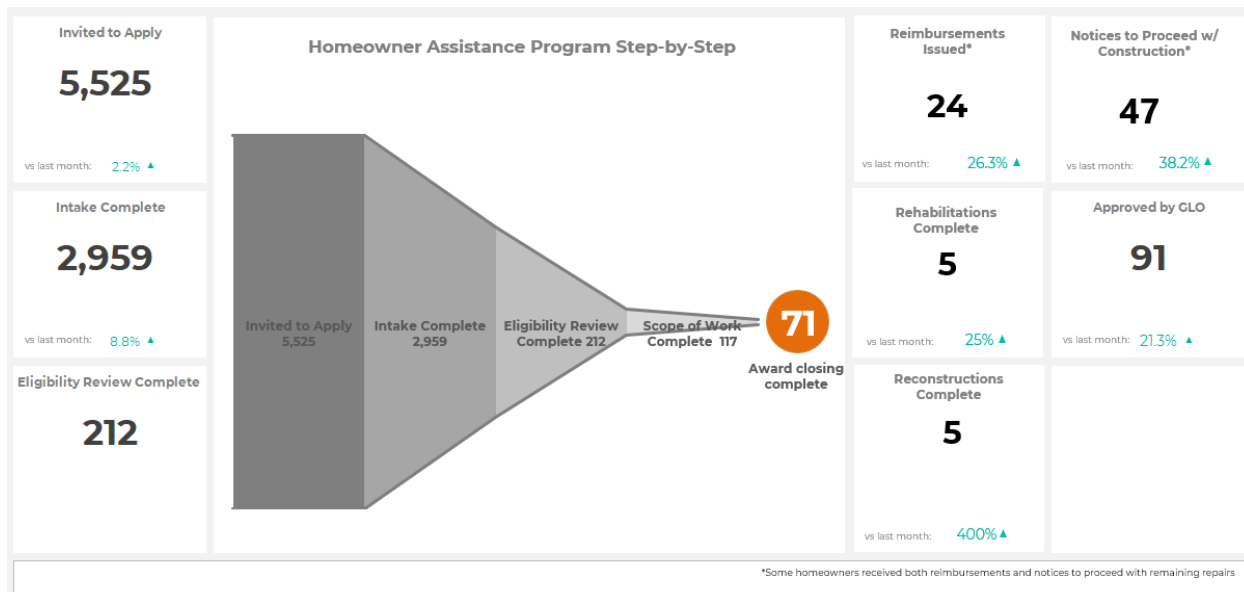 Invited to Apply
5,525
vs last month: 2.2% ▲
Intake Complete
2,959
vs last month: 8.8% ▲
Eligibility Review Complete
212
Homeowner Assistance Program Step-by-Step
Invited to Apply
5,525
Intake Complete
2,959
Eligibility Review
Complete 212
Scope of Work
Complete 117
71
Award closing
complete
Reimbursements
Issued*
24
vs last month: 26.3% ▲
Notices to Proceed w/
Construction*
47
vs last month: 38.2% ▲
Rehabilitations
Complete
5
vs last month: 25% ▲
Approved by GLO
91
vs last month: 21.3% ▲
Reconstructions
Complete
5
vs last month: 400% ▲
*Some homeowners received both reimbursements and notices to proceed with remaining repairs